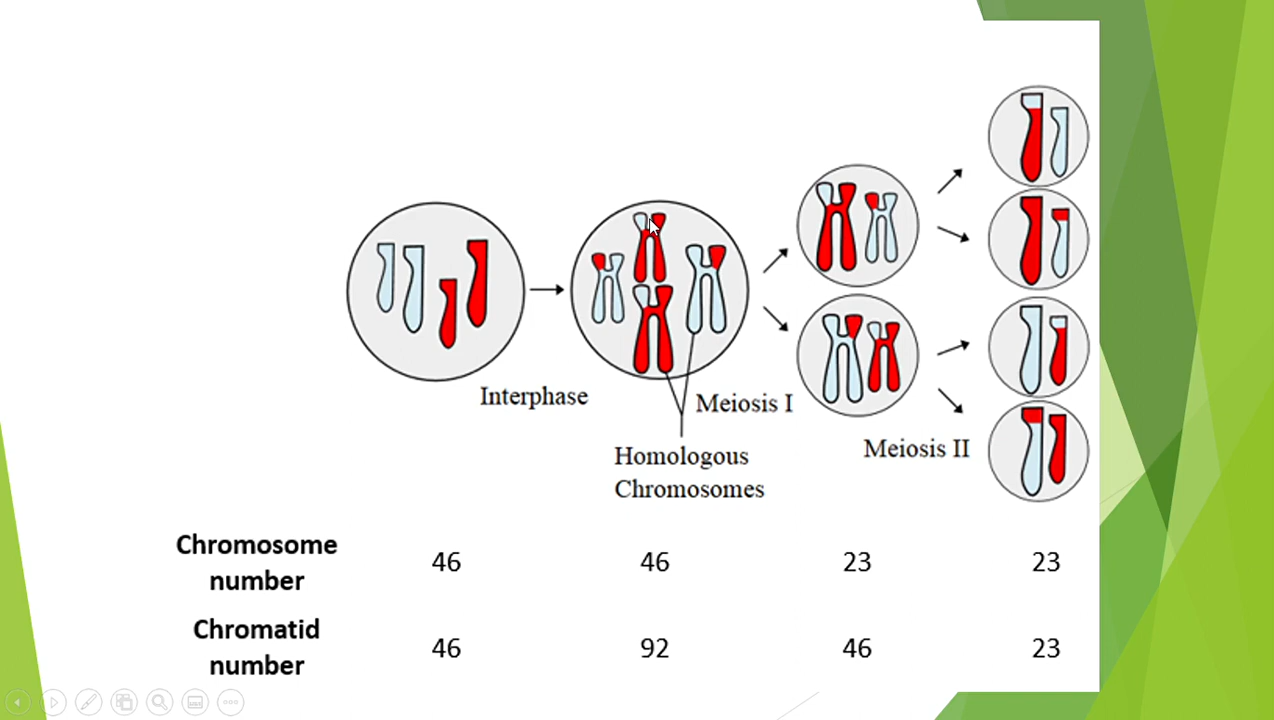 Interphase
Meiosis I
Homologous
Chromosomes
Meiosis II
Chromosome
number
46 46 23 23
Chromatid
number
46 92 46 23